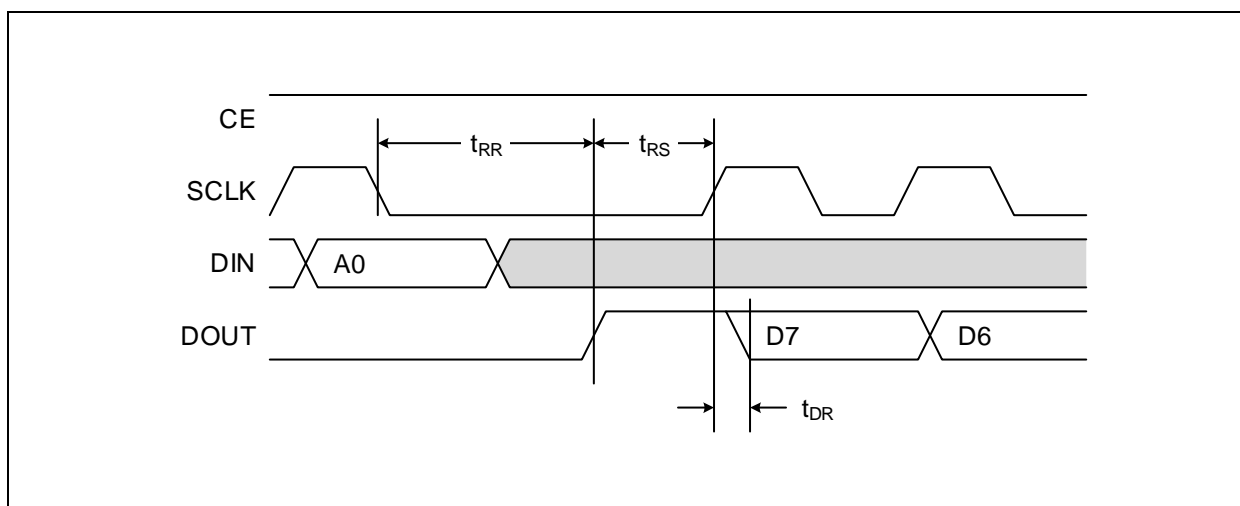 CE
tRR
tRS
SCLK
DIN
A0
DOUT
D7
D6
tDR